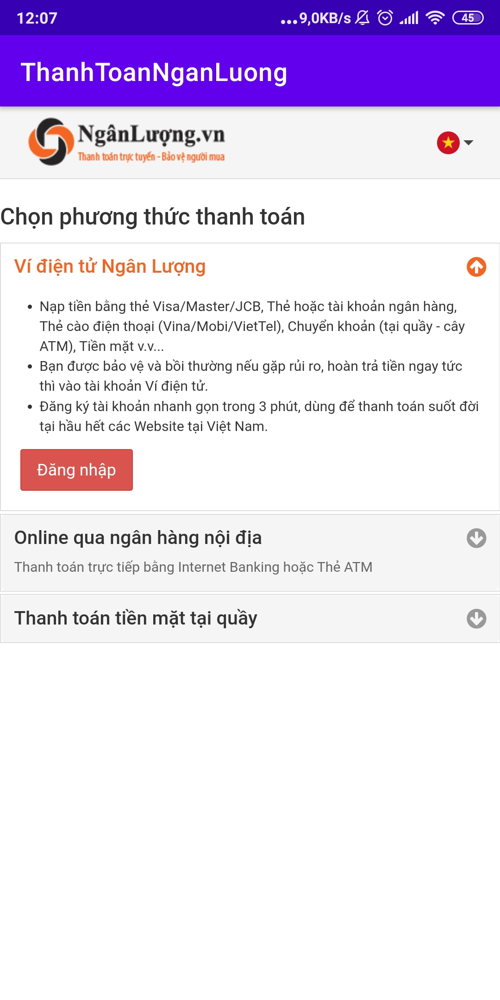 12:07
...9,0KB/s
45
ThanhToanNganLuong
NgânLượng.vn
Thanh toán trực tuyến - Bảo vệ người mua
Chọn phương thức thanh toán
Ví điện tử Ngân Lượng
• Nạp tiền bằng thẻ Visa/Master/JCB, Thẻ hoặc tài khoản ngân hàng,
Thẻ cào điện thoại (Vina/Mobi/VietTel), Chuyển khoản (tại quầy - cây
ATM), Tiền mặt v.v...
• Bạn được bảo vệ và bồi thường nếu gặp rủi ro, hoàn trả tiền ngay tức
thì vào tài khoản Ví điện tử.
• Đăng ký tài khoản nhanh gọn trong 3 phút, dùng để thanh toán suốt đời
tại hầu hết các Website tại Việt Nam.
Đăng nhập
Online qua ngân hàng nội địa
Thanh toán trực tiếp bằng Internet Banking hoặc Thẻ ATM
Thanh toán tiền mặt tại quầy